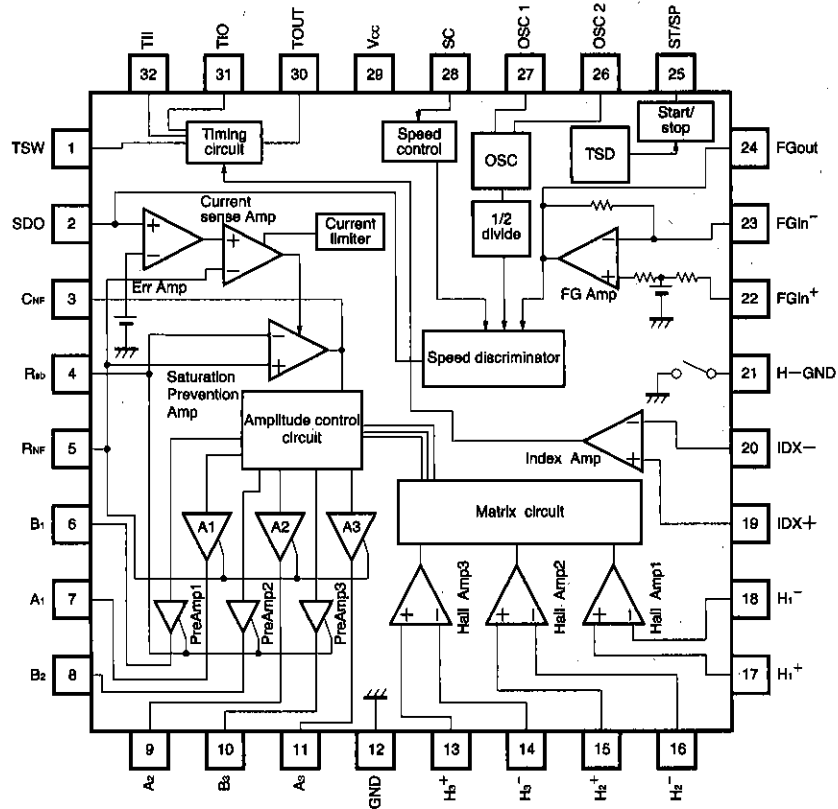 TII
TIO
TOUT
Vcc
SC
OSC 1
OSC 2
ST/SP
32
31
30
29
28
27
26
25
TSW
1
Timing
circuit
Speed
control
OSC
TSD
Start/
stop
24
FGout
SDO
2
Current
sense Amp
Current
limiter
1/2
divide
23
FGIn−
Err Amp
FG Amp
CNF
3
22
FGIn+
Speed discriminator
4
Saturation
Prevention
Amp
21
H−GND
Amplitude control
circuit
RNF
5
Index Amp
20
IDX−
B1
6
A1
A2
A3
Matrix circuit
19
IDX+
A1
7
PreAmp1
PreAmp2
PreAmp3
Hall Amp3
Hall Amp2
Hall Amp1
18
H1−
B2
8
17
H1+
9
10
11
12
13
14
15
16
A2
B3
A3
GND
H3+
H3−
H2+
H2−